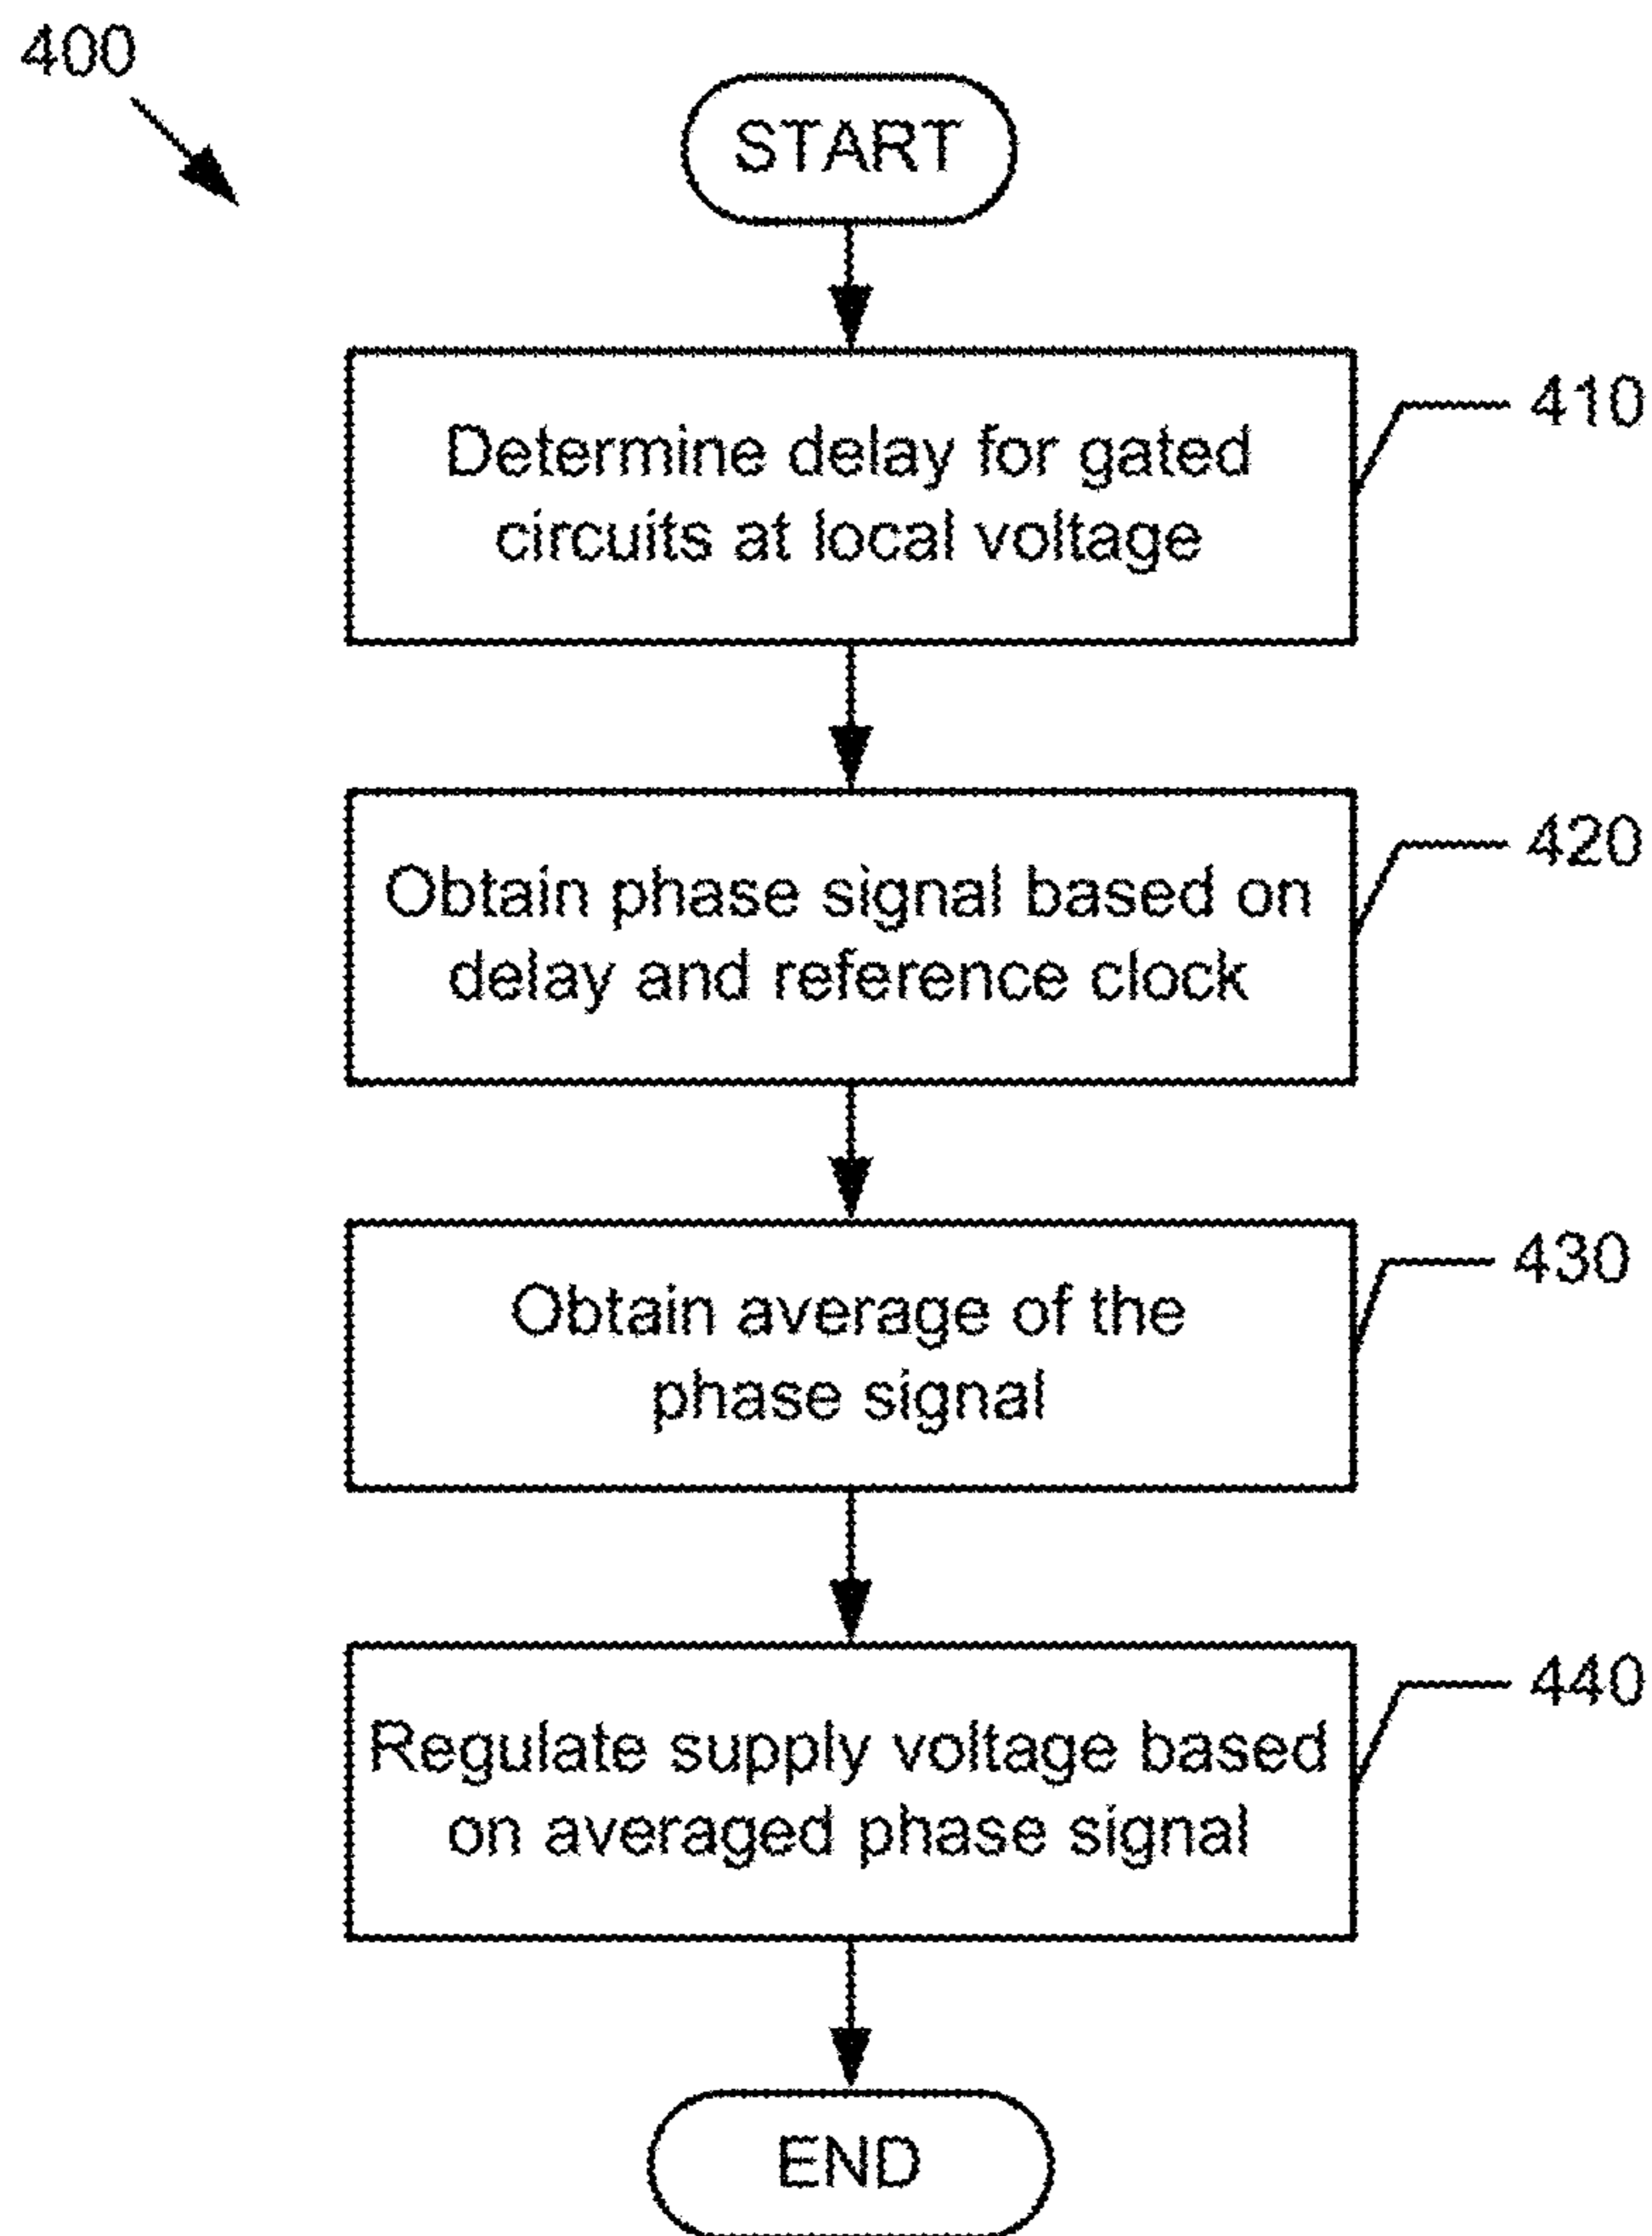 400
START
Determine delay for gated
circuits at local voltage
410
Obtain phase signal based on
delay and reference clock
420
Obtain average of the
phase signal
430
Regulate supply voltage based
on averaged phase signal
440
END